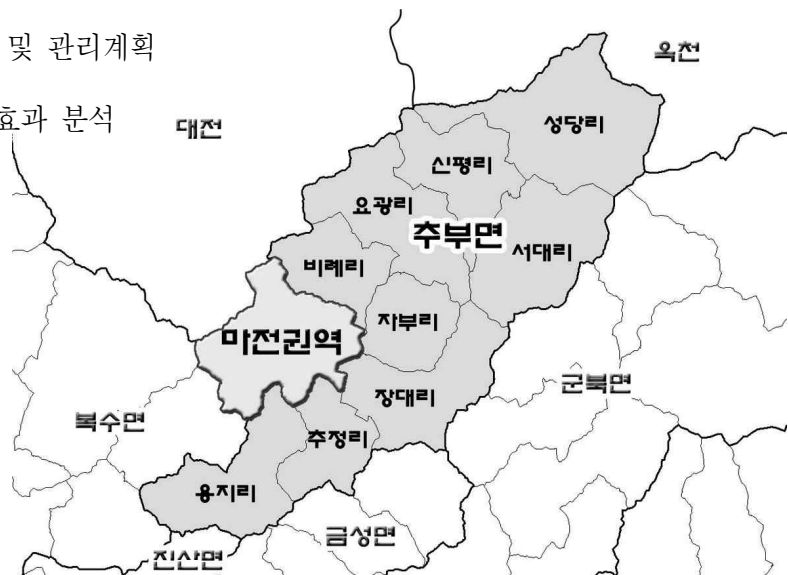 및 관리계획
효과 분석
옥천
대전
성당리
신평리
요광리
추부면
서대리
비례리
자부리
마전권역
장대리
군북면
복수면
추정리
용지리
금성면
진산면